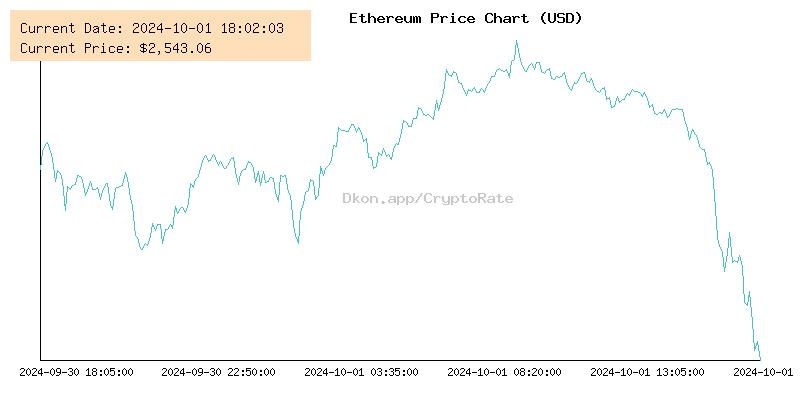 Ethereum Price Chart (USD)
Current Date: 2024-10-01 18:02:03
Current Price: $2,543.06
Dkon.app/CryptoRate
2024-09-30 18:05:00
2024-09-30 22:50:00
2024-10-01 03:35:00
2024-10-01 08:20:00
2024-10-01 13:05:00
2024-10-01